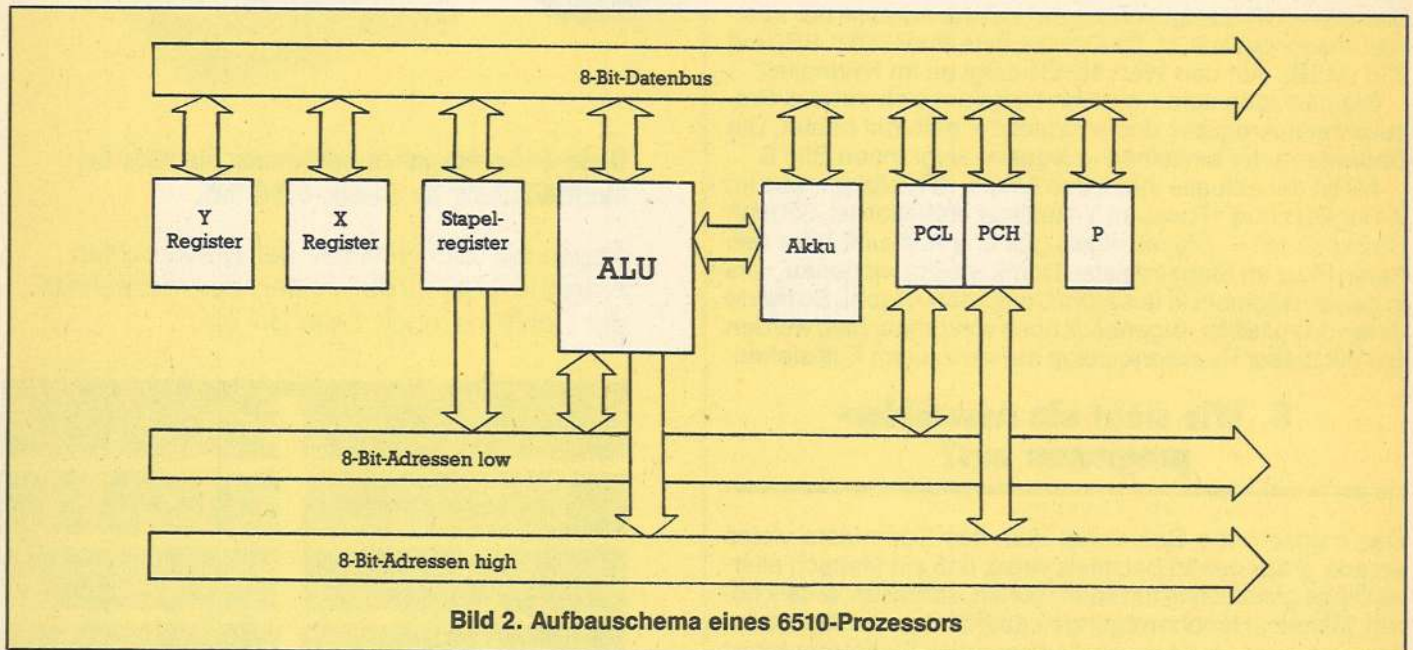 8-Bit-Datenbus
Y
Register
X
Register
Stapel-
register
ALU
Akku
PCL
PCH
P
8-Bit-Adressen low
8-Bit-Adressen high
Bild 2. Aufbauschema eines 6510-Prozessors